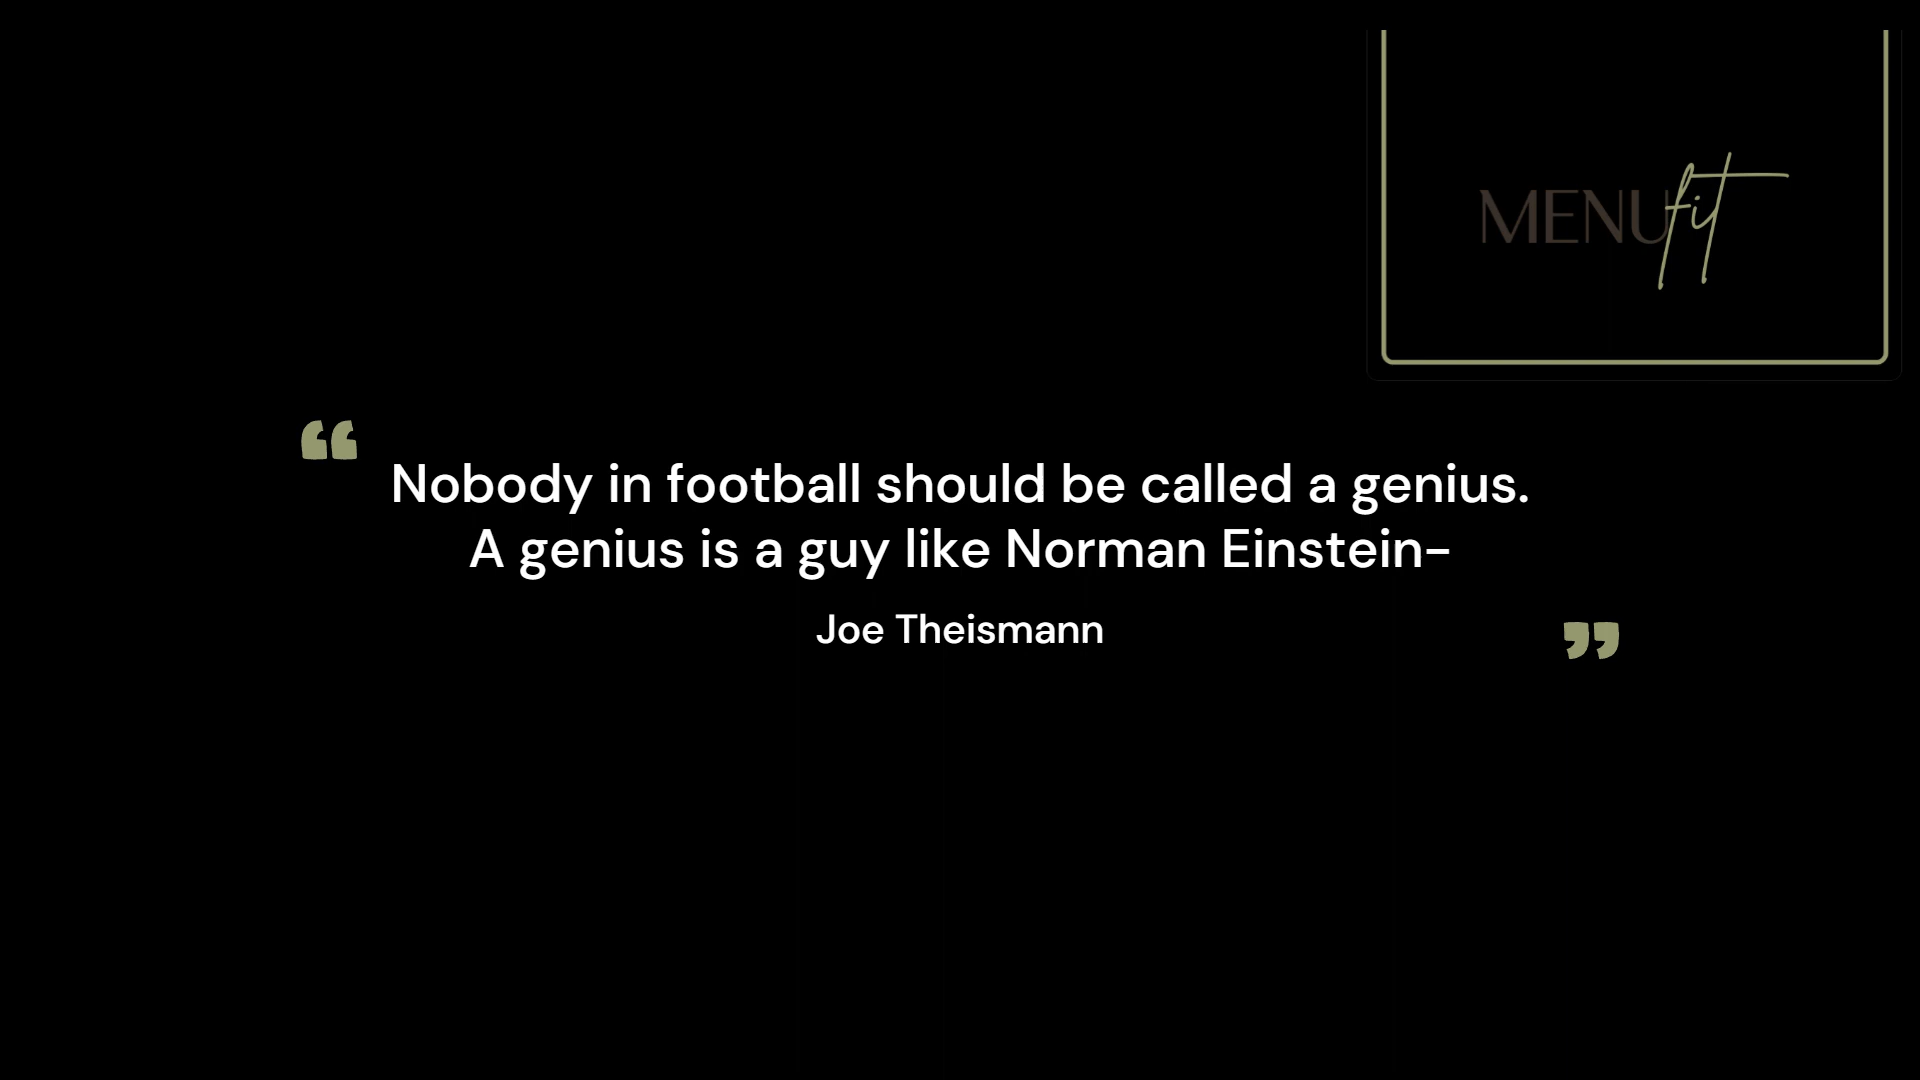 MENUfit
“
Nobody in football should be called a genius.
A genius is a guy like Norman Einstein-
Joe Theismann
”